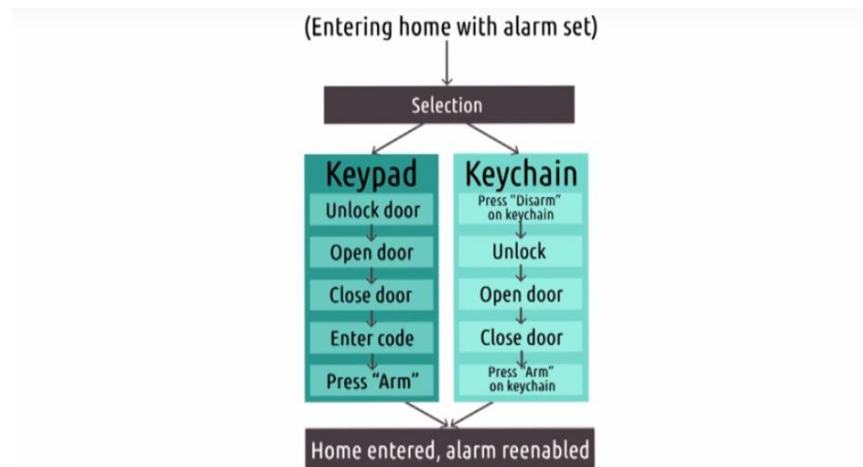 (Entering home with alarm set)
Selection
Keypad
Unlock door
Open door
Close door
Enter code
Press “Arm”
Keychain
Press “Disarm”
on keychain
Unlock
Open door
Close door
Press “Arm”
on keychain
Home entered, alarm reenabled